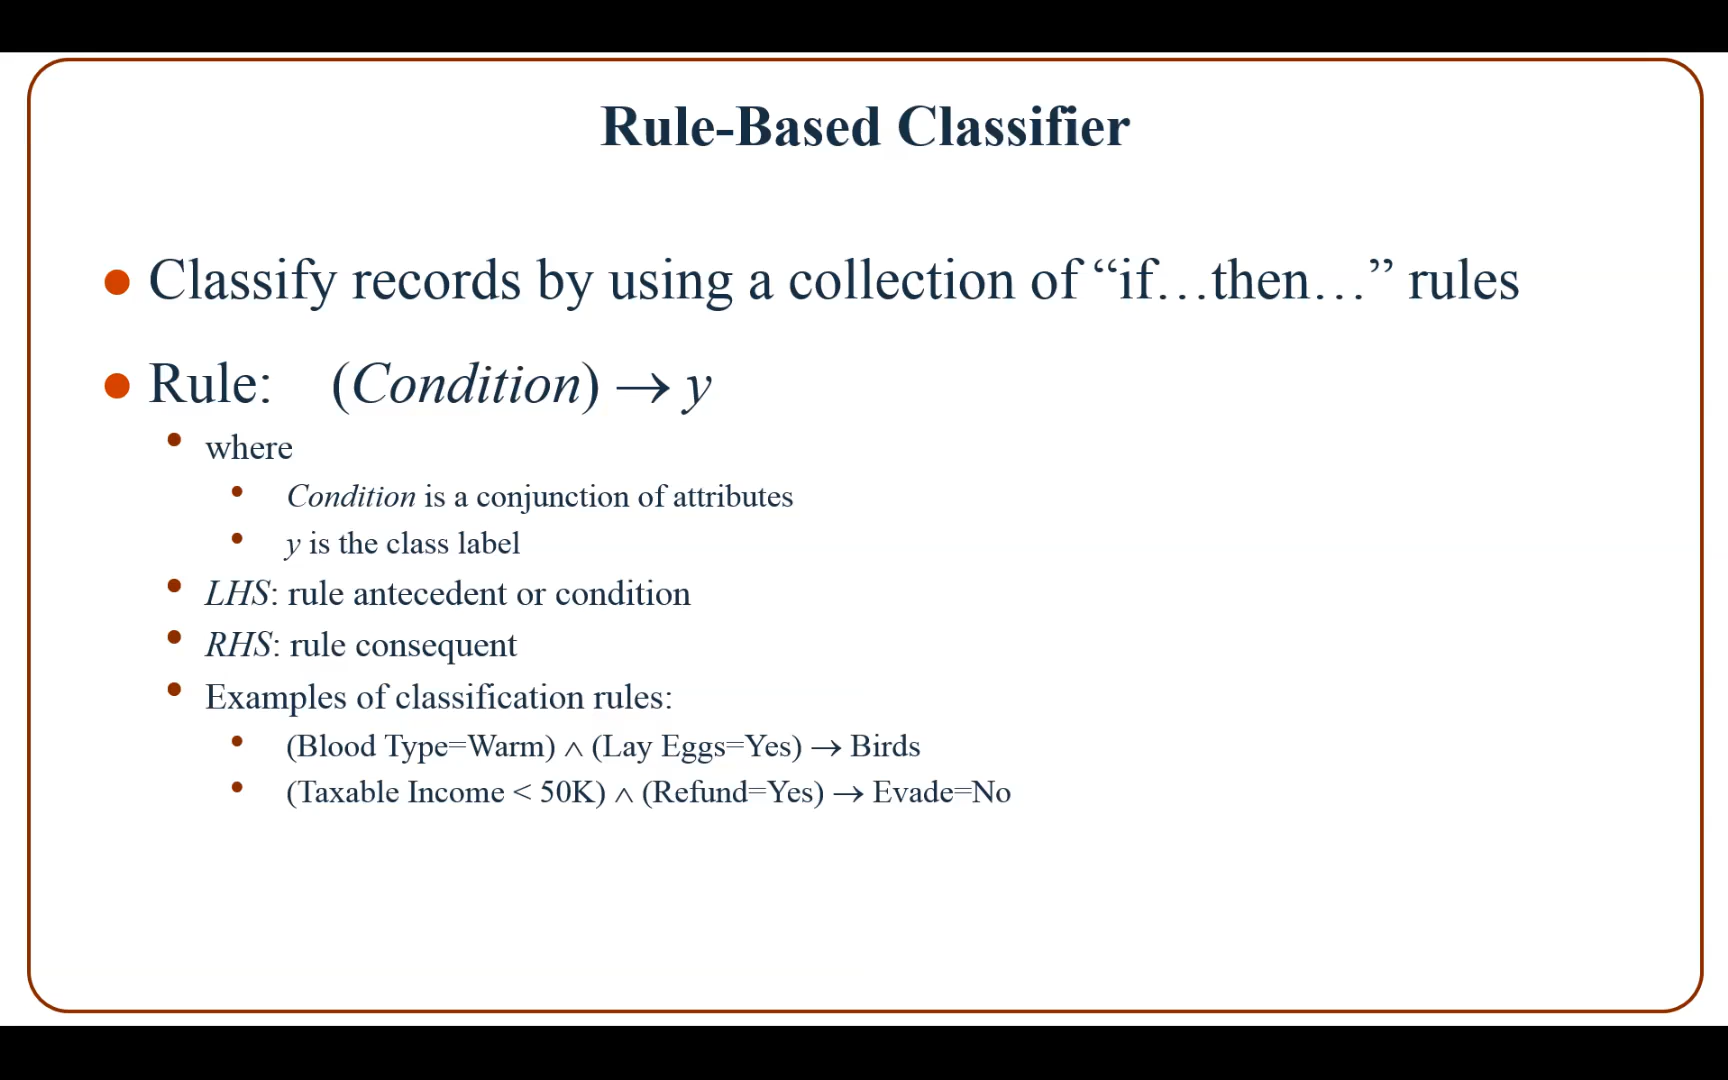 Rule-Based Classifier
● Classify records by using a collection of “if…then…” rules
● Rule: (Condition) → y
• where
• Condition is a conjunction of attributes
• y is the class label
• LHS: rule antecedent or condition
• RHS: rule consequent
• Examples of classification rules:
• (Blood Type=Warm) ∧ (Lay Eggs=Yes) → Birds
• (Taxable Income < 50K) ∧ (Refund=Yes) → Evade=No